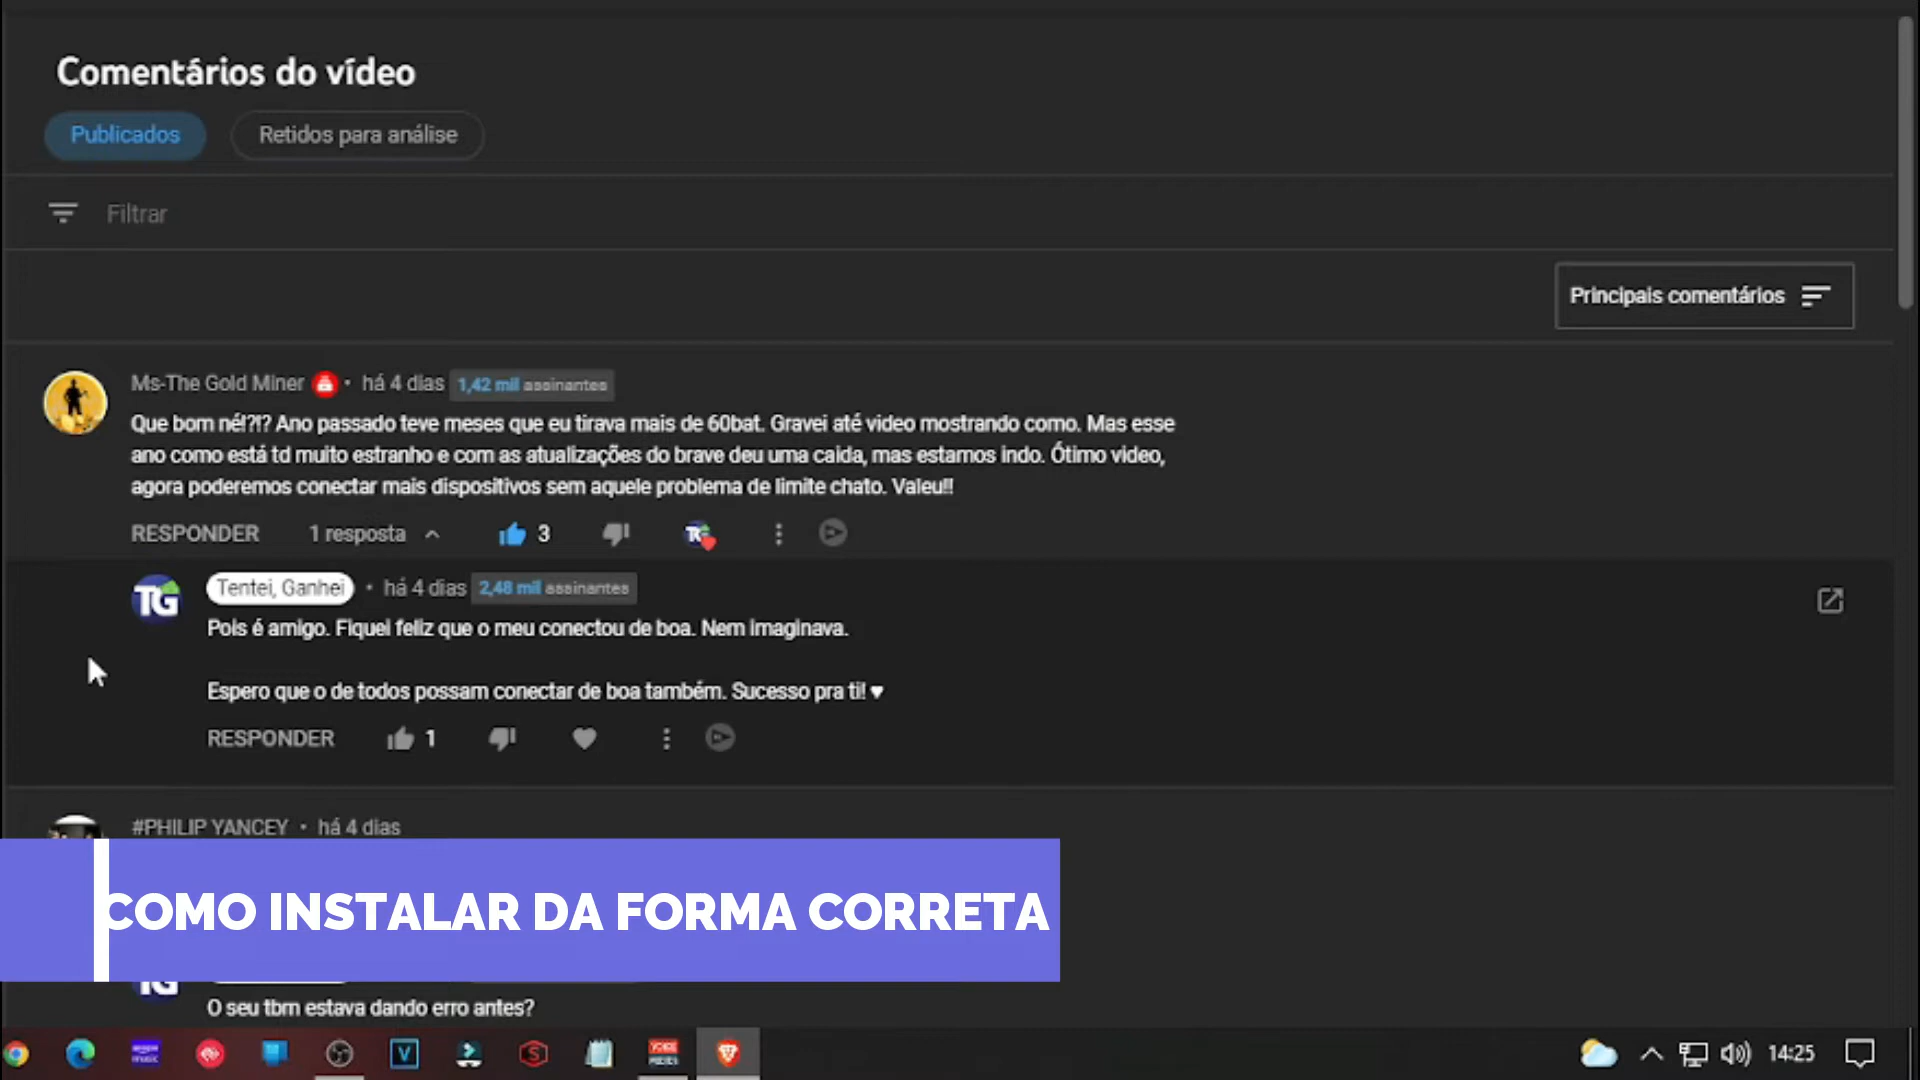 Comentários do vídeo
Publicados
Retidos para análise
Filtrar
Principais comentários
Ms-The Gold Miner • há 4 dias 1,42 mil assinantes
Que bom né!?!? Ano passado teve meses que eu tirava mais de 60bat. Gravei até video mostrando como. Mas esse
ano como está td muito estranho e com as atualizações do brave deu uma caida, mas estamos indo. Ótimo video,
agora poderemos conectar mais dispositivos sem aquele problema de limite chato. Valeu!!
RESPONDER 1 resposta 3
TG
Tentei, Ganhei • há 4 dias 2,48 mil assinantes
Pois é amigo. Fiquei feliz que o meu conectou de boa. Nem imaginava.
Espero que o de todos possam conectar de boa também. Sucesso pra ti! ♥
RESPONDER 1
#PHILIP YANCEY • há 4 dias
COMO INSTALAR DA FORMA CORRETA
TG
O seu tbm estava dando erro antes?
amazon music
V
S
14:25